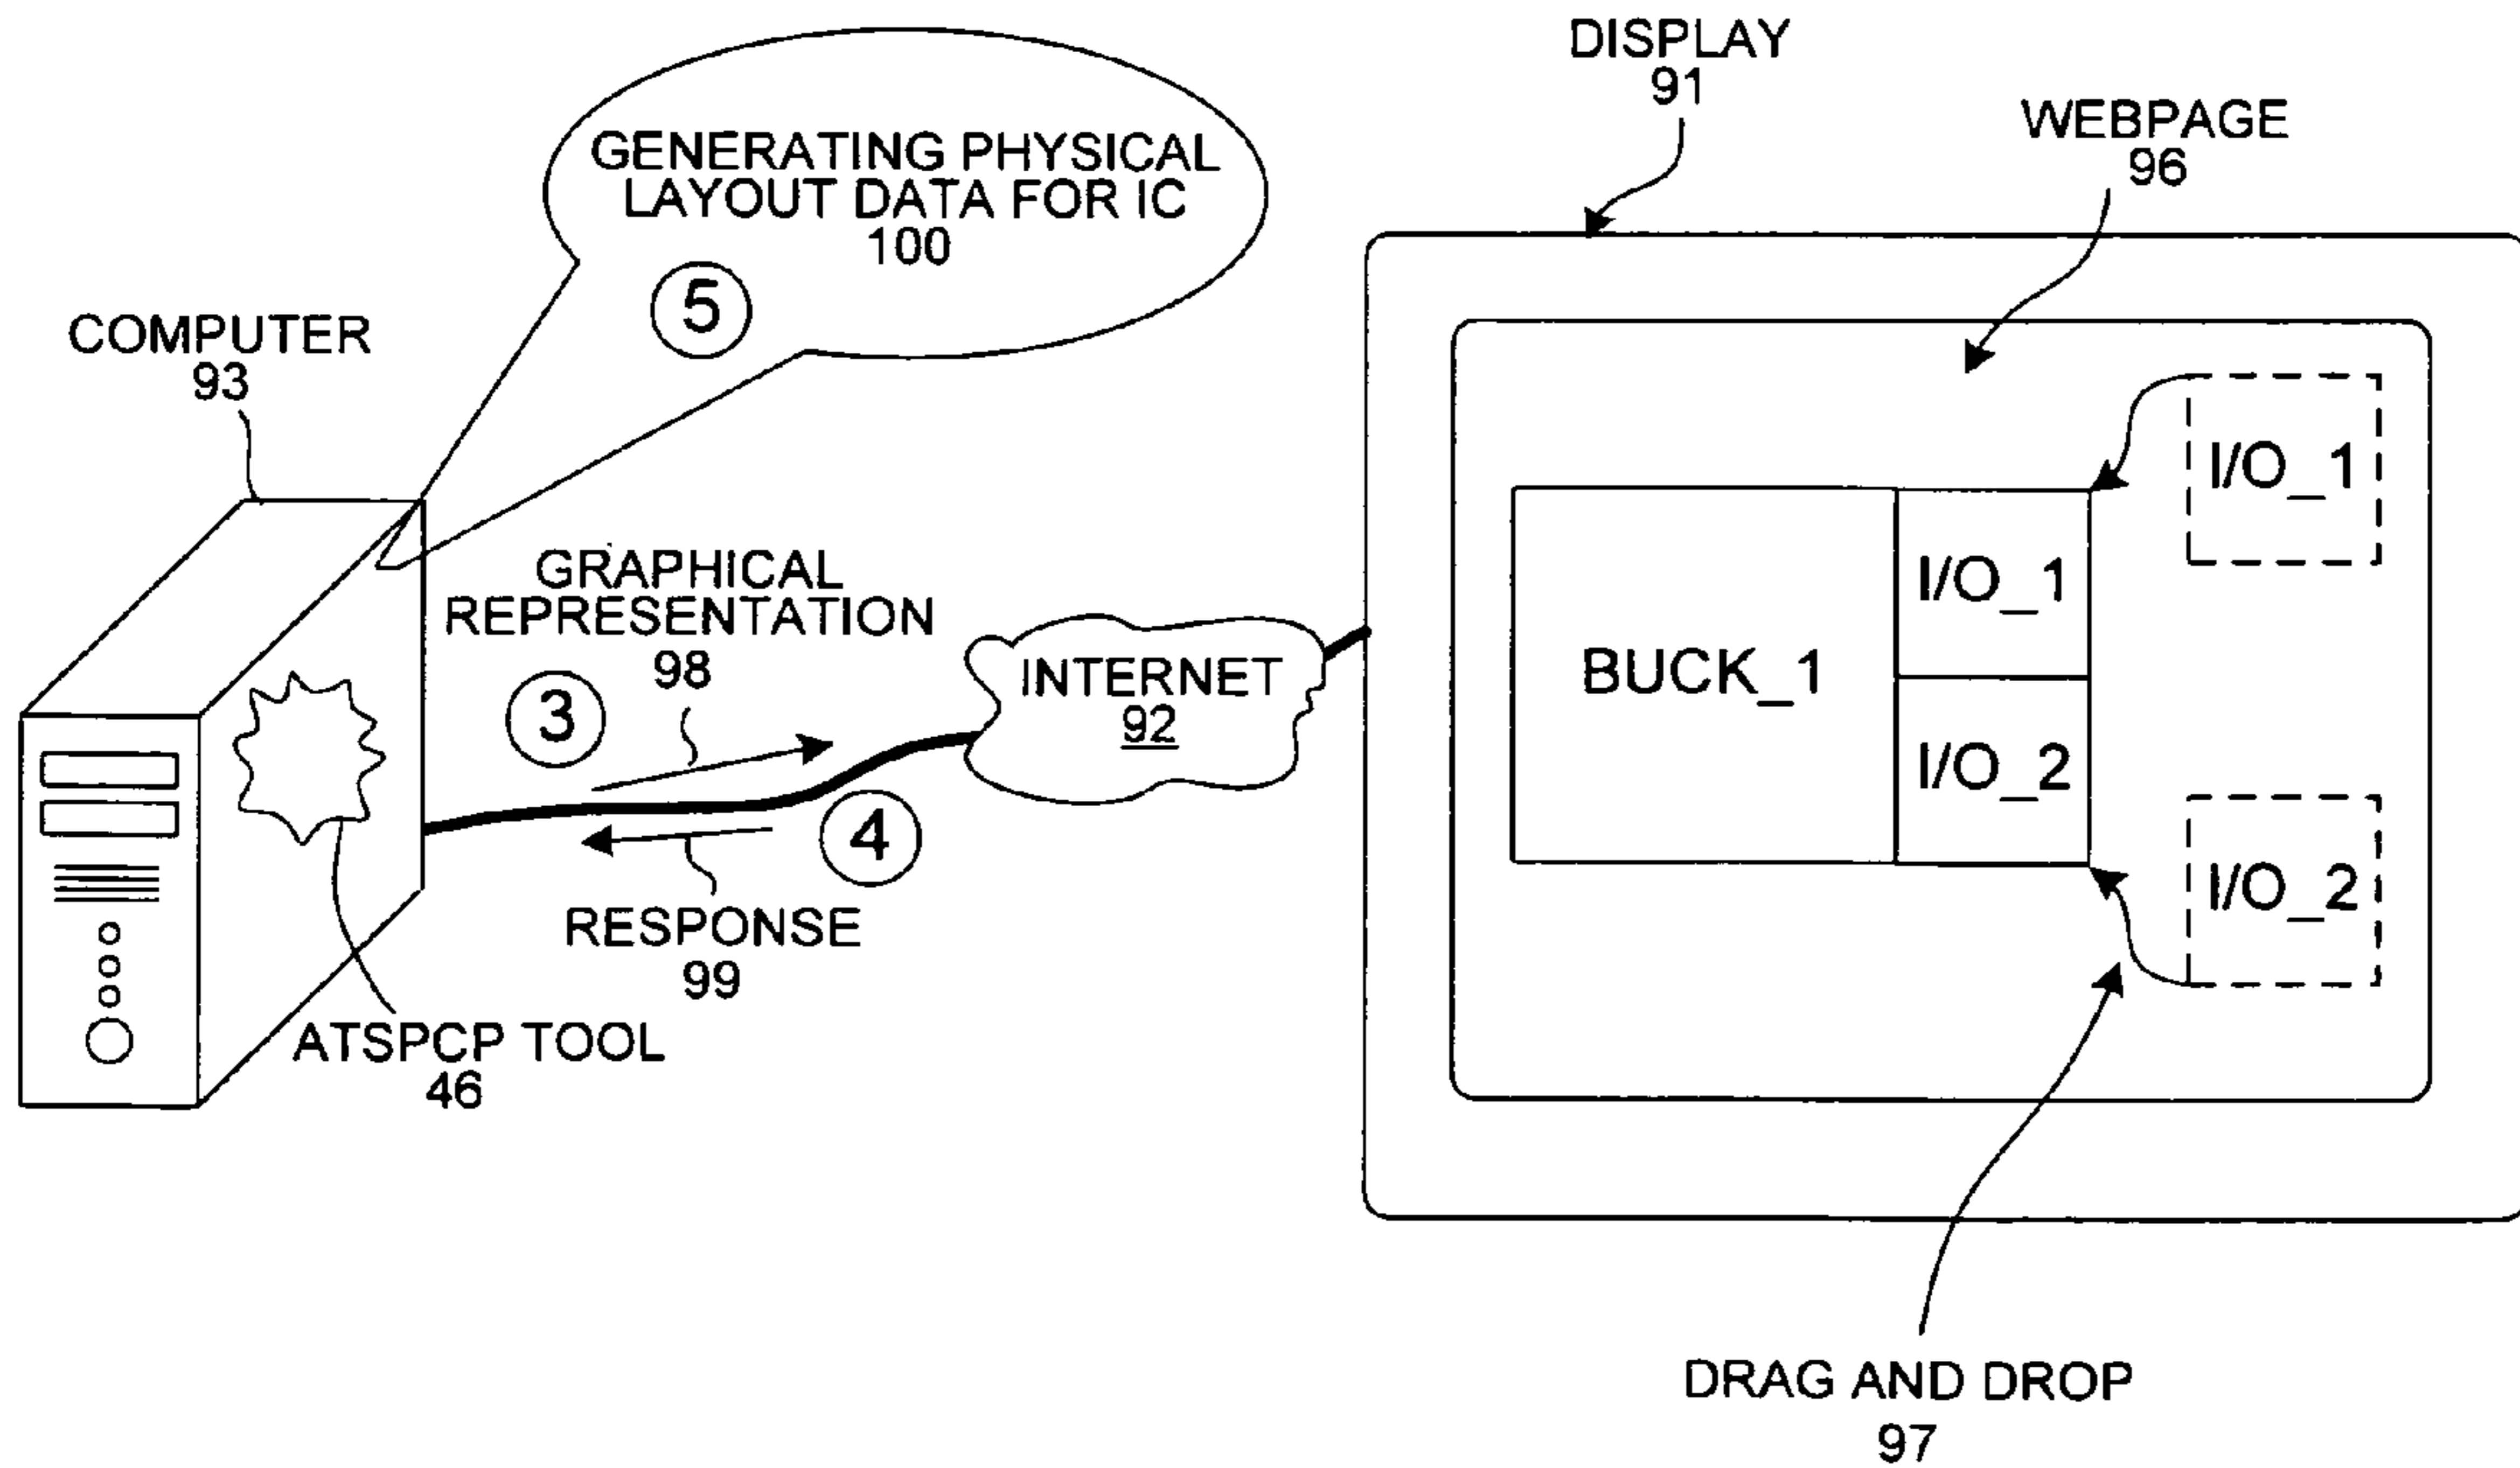 DISPLAY
91
WEBPAGE
96
GENERATING PHYSICAL
LAYOUT DATA FOR IC
100
5
COMPUTER
93
GRAPHICAL
REPRESENTATION
98
3
INTERNET
92
4
RESPONSE
99
ATSPCP TOOL
46
BUCK_1
I/O_1
I/O_2
I/O_1
I/O_2
DRAG AND DROP
97